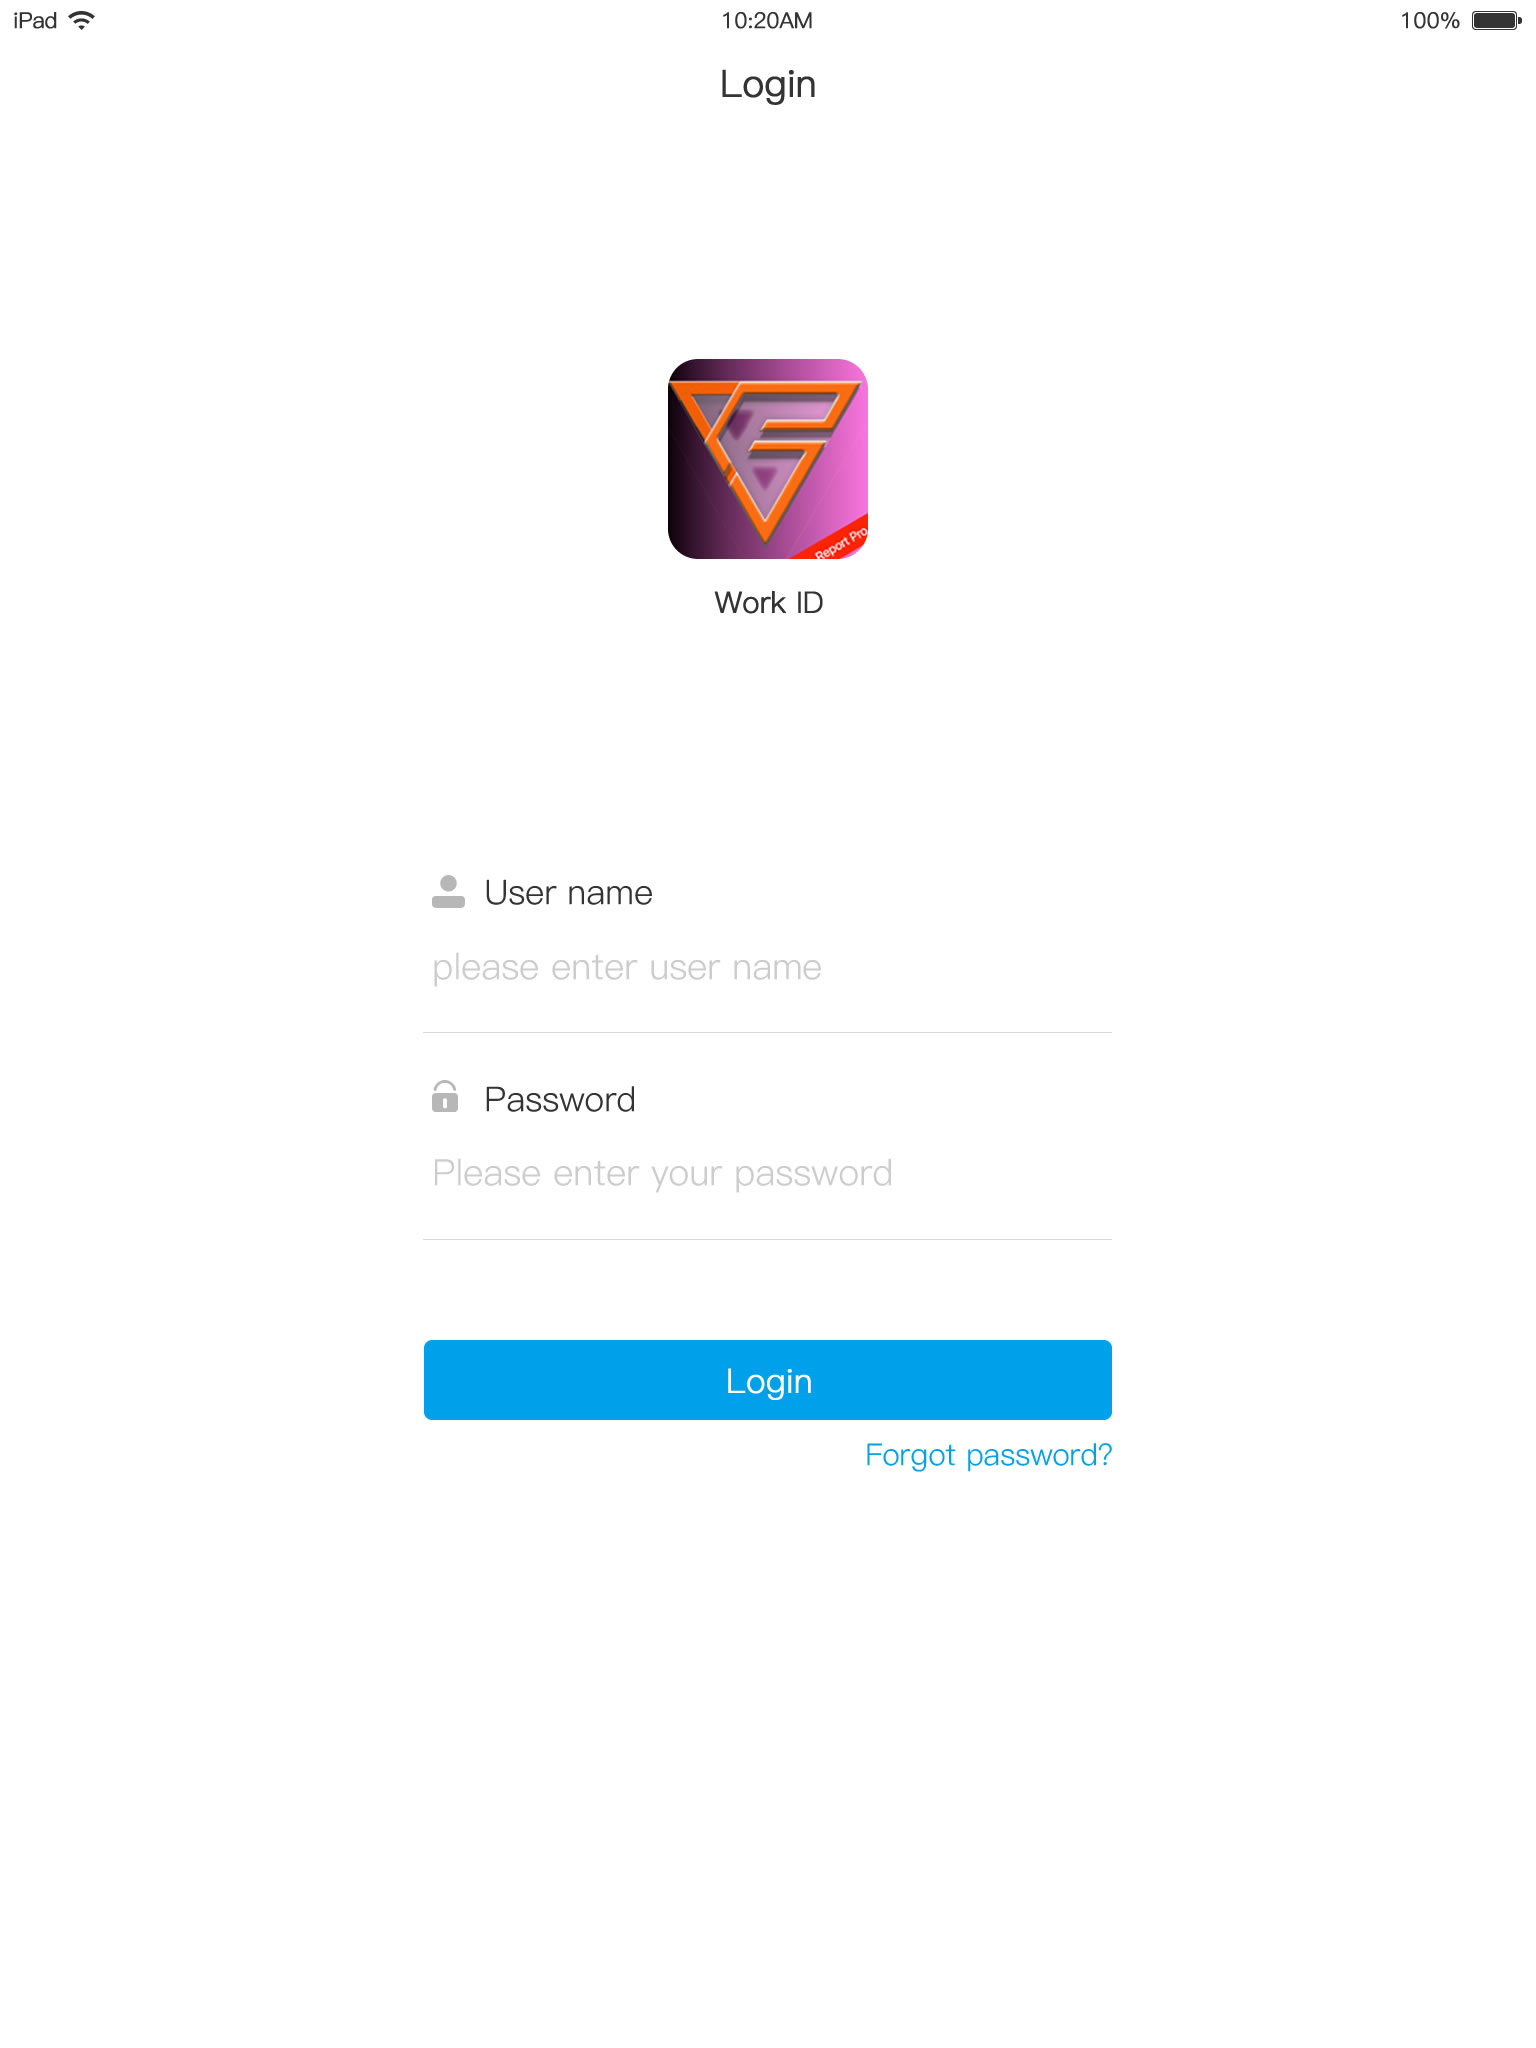 iPad 10:20AM 100%
Login
Report Pro
Work ID
User name
please enter user name
Password
Please enter your password
Login
Forgot password?